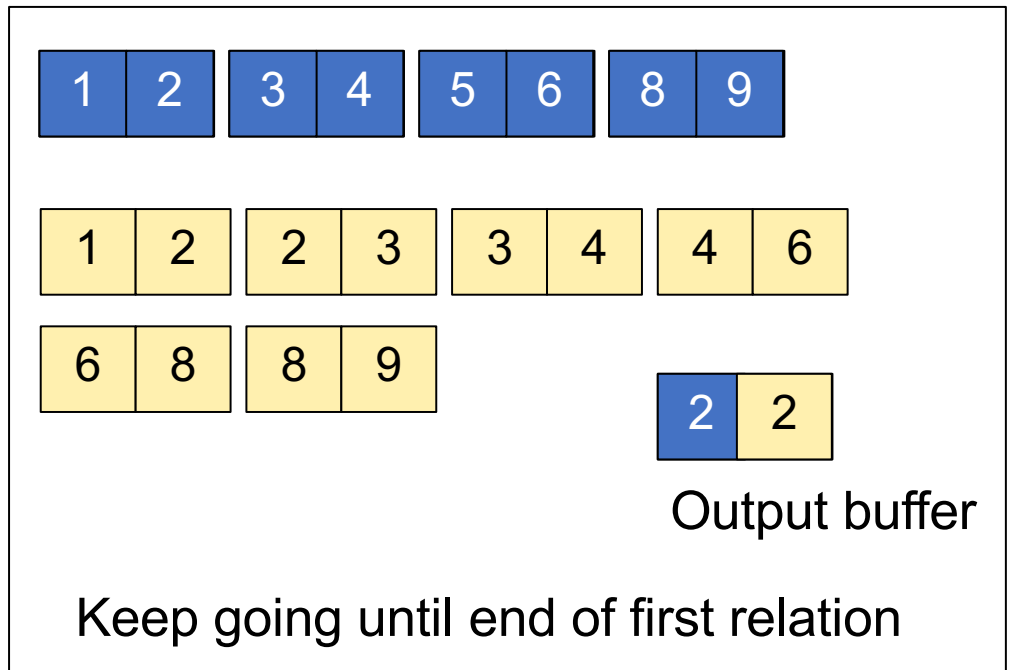 1 2 3 4 5 6 8 9
1 2 2 3 3 4 4 6
6 8 8 9
2 2
Output buffer
Keep going until end of first relation